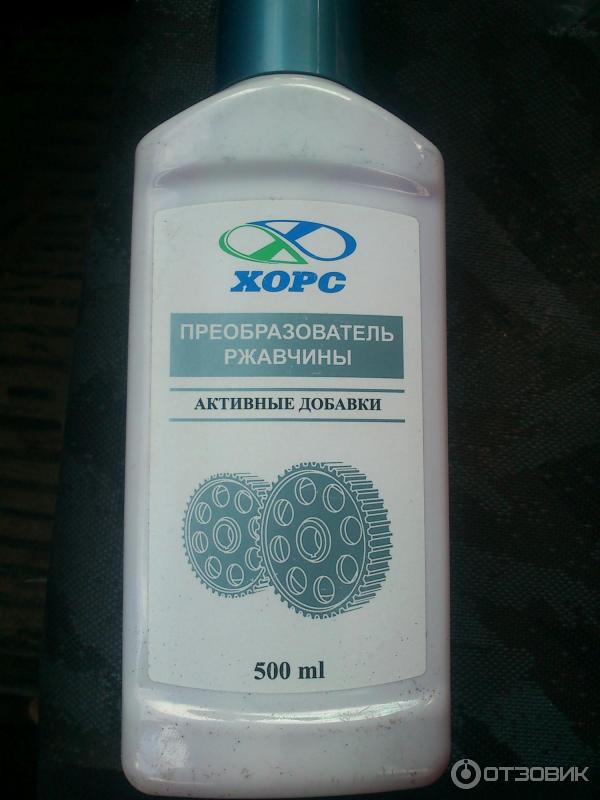 ХОРС
ПРЕОБРАЗОВАТЕЛЬ
РЖАВЧИНЫ
АКТИВНЫЕ ДОБАВКИ
500 ml
ОТЗОВИК